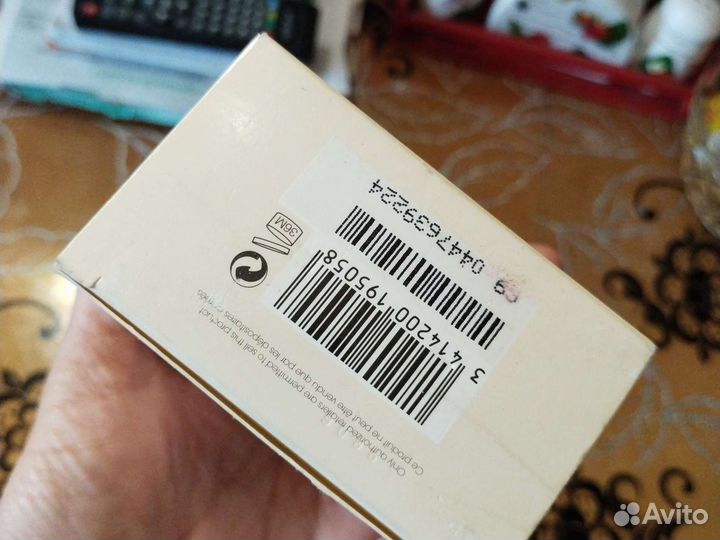 69 0447639224
3 414200 195058
36M
Only authorized retailers are permitted to sell this product
Ce produit ne peut être vendu que par les dépositaires
Avito